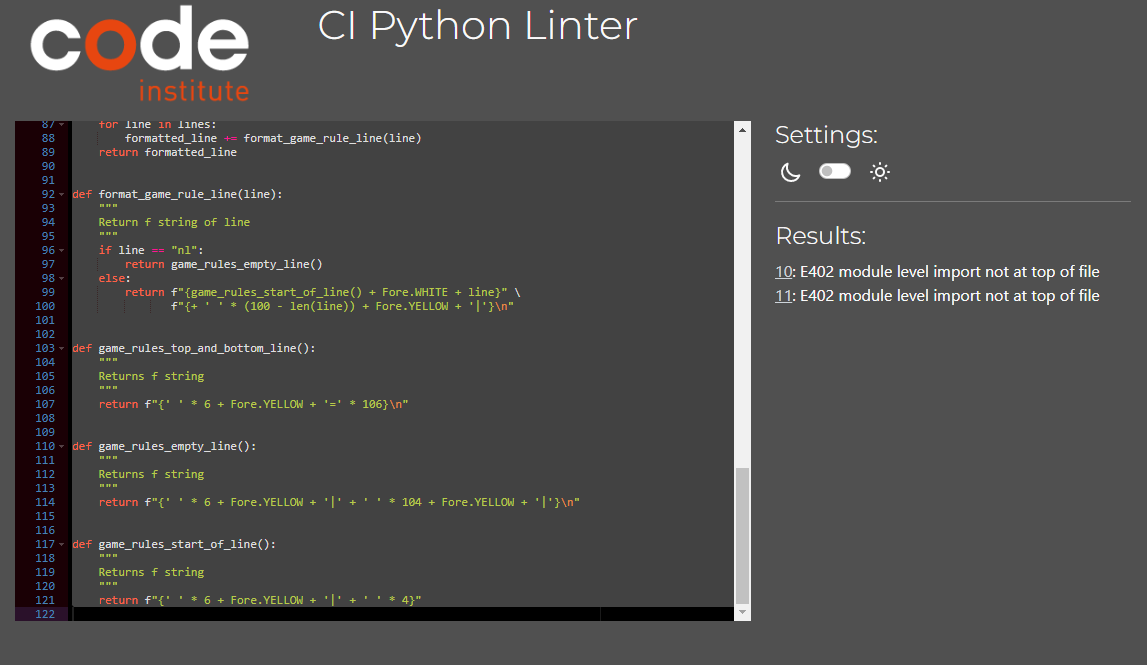 code
institute
CI Python Linter
87 for line in lines:
88 formatted_line += format_game_rule_line(line)
89 return formatted_line
90
91
92 def format_game_rule_line(line):
93 """
94 Return f string of line
95 """
96 if line == "nl":
97 return game_rules_empty_line()
98 else:
99 return f"{game_rules_start_of_line() + Fore.WHITE + line}" \
100 f"{+ ' ' * (100 - len(line)) + Fore.YELLOW + '|'}\n"
101
102
103 def game_rules_top_and_bottom_line():
104 """
105 Returns f string
106 """
107 return f"{' ' * 6 + Fore.YELLOW + '=' * 106}\n"
108
109
110 def game_rules_empty_line():
111 """
112 Returns f string
113 """
114 return f"{' ' * 6 + Fore.YELLOW + '|' + ' ' * 104 + Fore.YELLOW + '|'}\n"
115
116
117 def game_rules_start_of_line():
118 """
119 Returns f string
120 """
121 return f"{' ' * 6 + Fore.YELLOW + '|' + ' ' * 4}"
122
Settings:
Results:
10: E402 module level import not at top of file
11: E402 module level import not at top of file